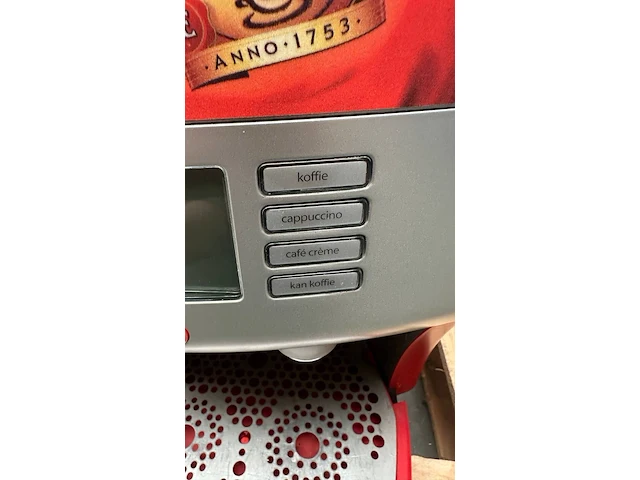 ANNO · 1753 ·
koffie
cappuccino
café crème
kan koffie